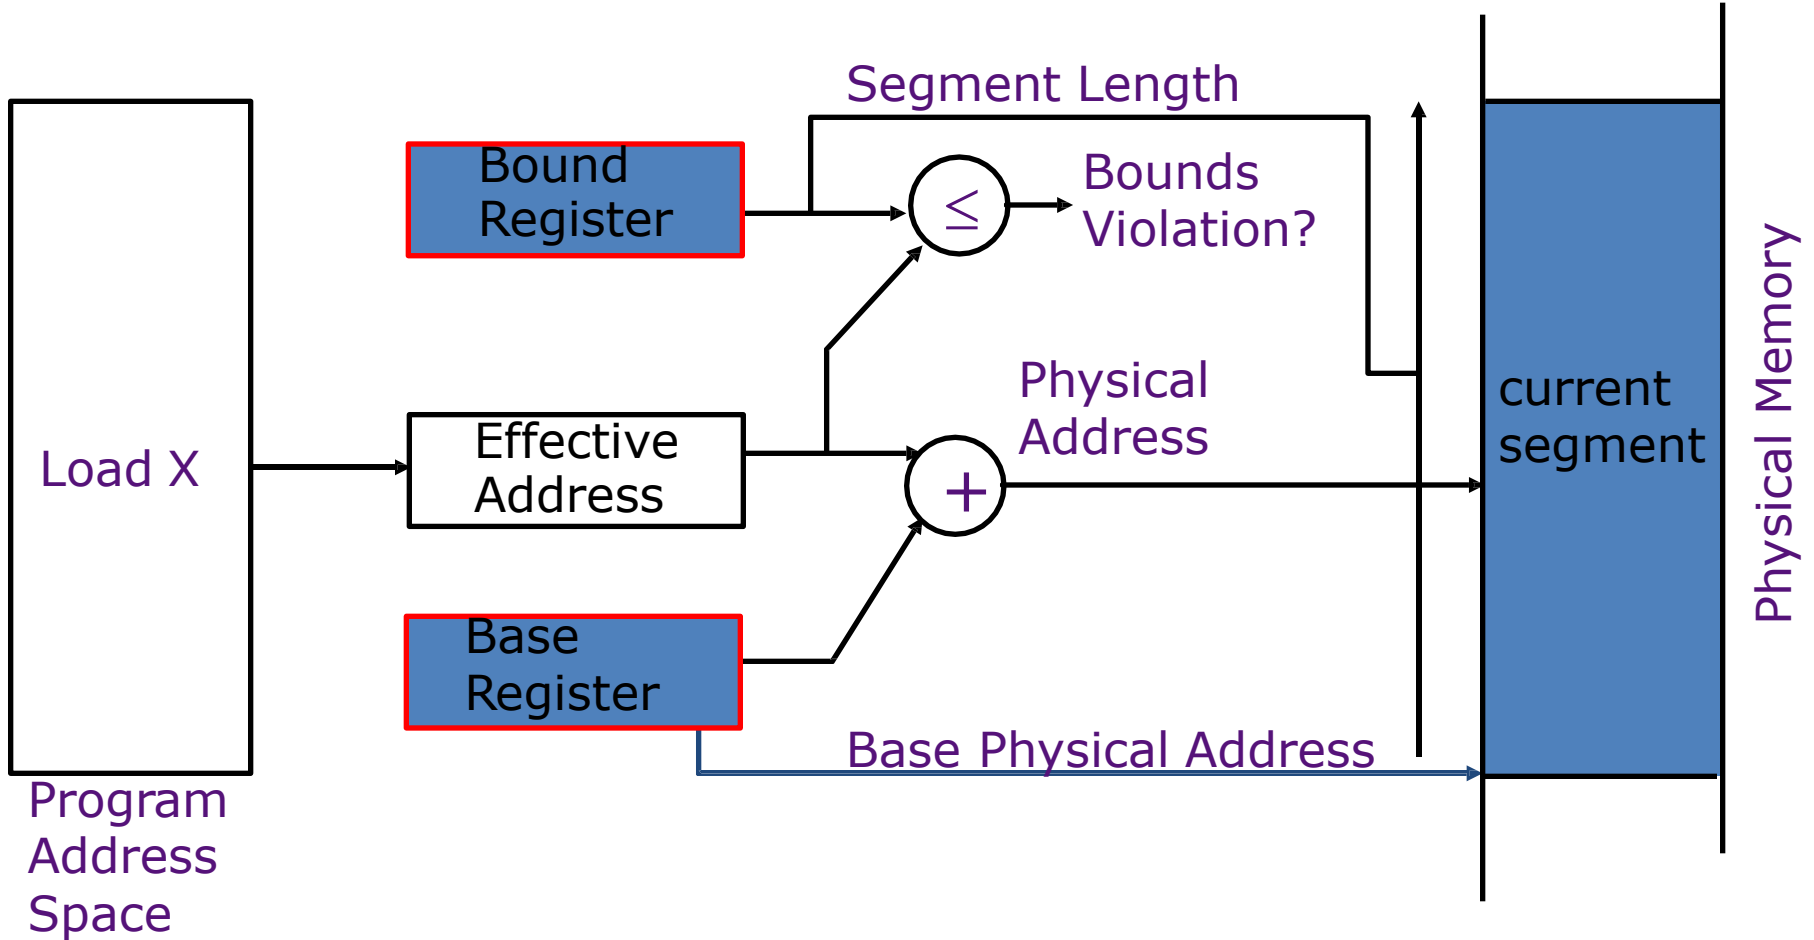 Segment Length
Bound
Register
≤
Bounds
Violation?
Load X
Effective
Address
Physical
Address
+
current
segment
Physical Memory
Base
Register
Base Physical Address
Program
Address
Space